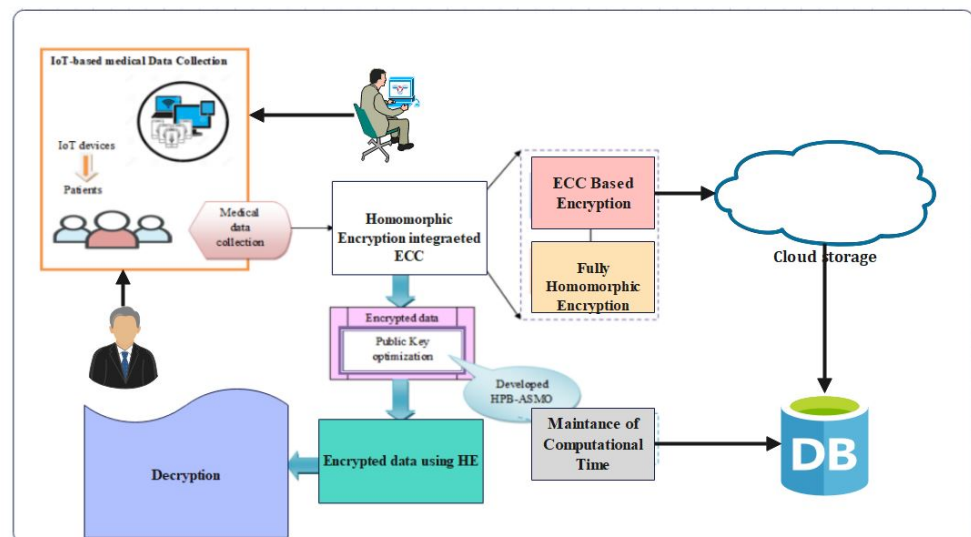 IoT-based medical Data Collection
IoT devices
Patients
Medical
data
collection
Homomorphic
Encryption integraeted
ECC
ECC Based
Encryption
Fully
Homomorphic
Encryption
Cloud storage
Encrypted data
Public Key
optimization
Developed
HPB-ASMO
Maintance of
Computational
Time
DB
Encrypted data using HE
Decryption